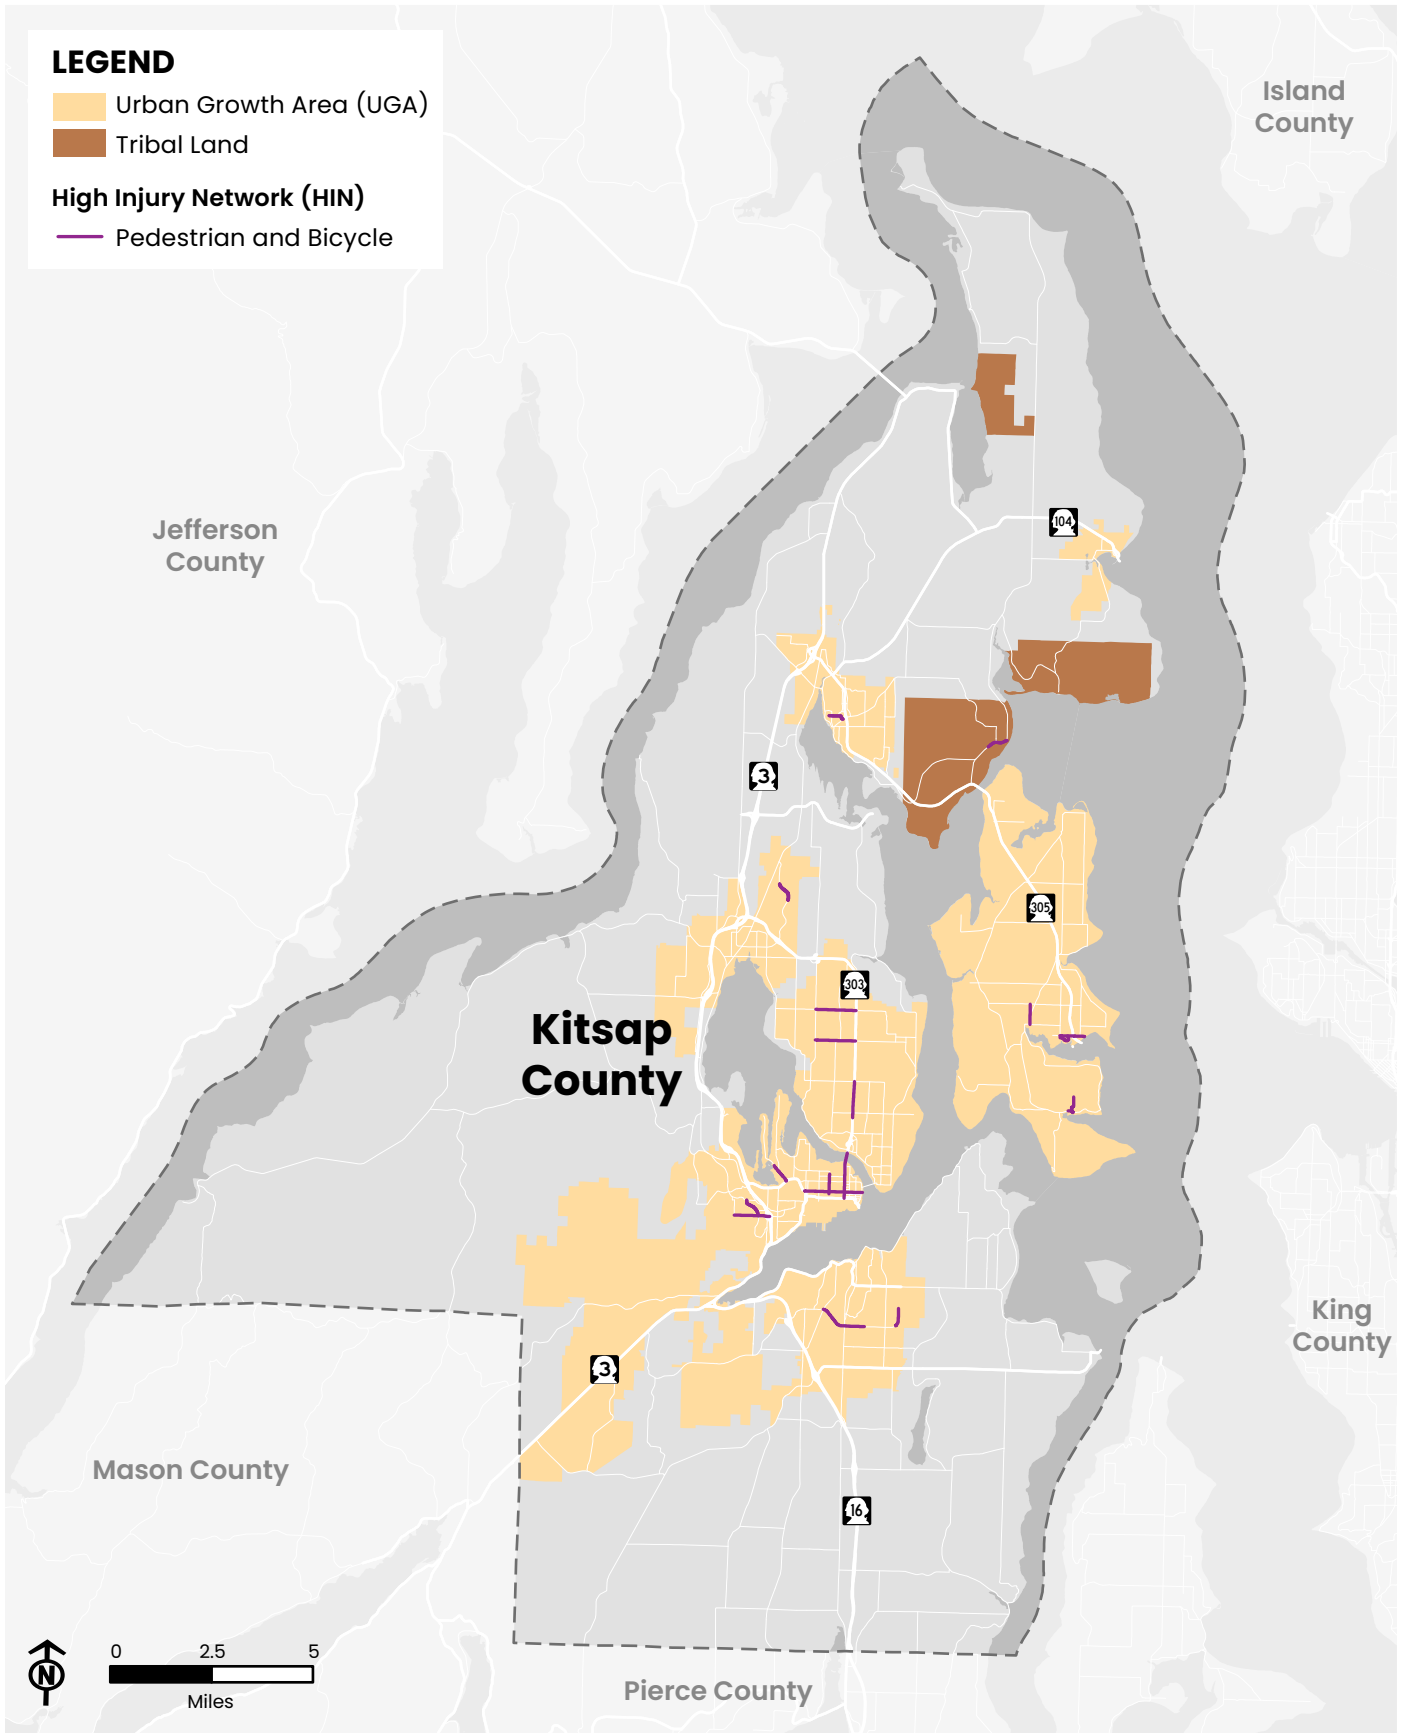 LEGEND
Urban Growth Area (UGA)
Tribal Land
High Injury Network (HIN)
Pedestrian and Bicycle
Island
County
Jefferson
County
104
3
305
303
Kitsap
County
King
County
3
Mason County
16
0 2.5 5
N
Miles
Pierce County